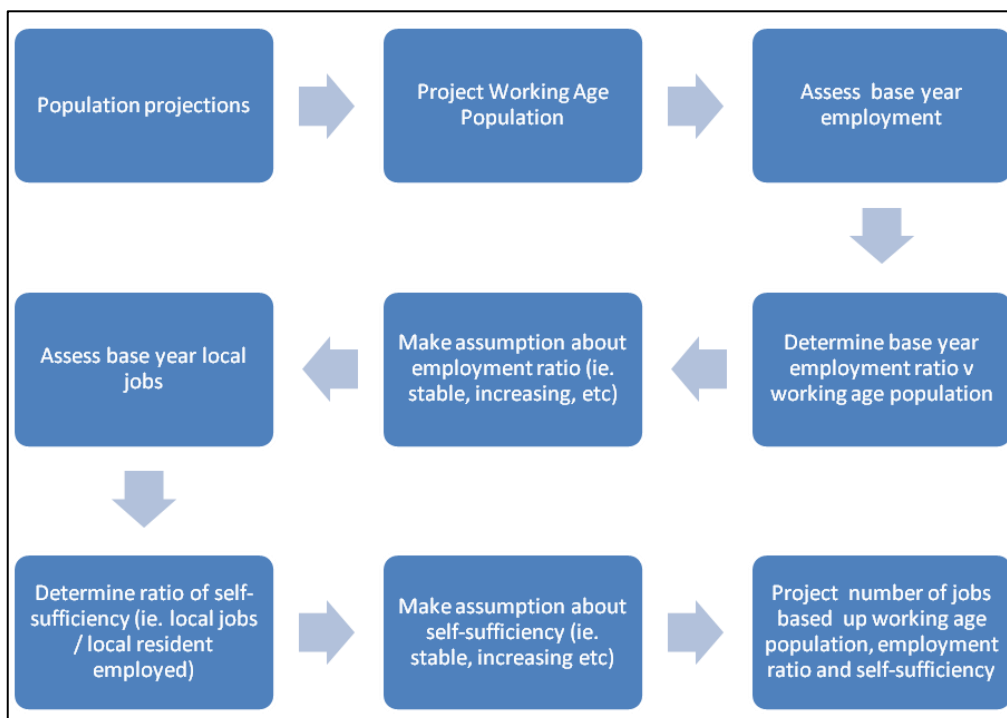 Population projections
Project Working Age
Population
Assess base year
employment
Determine base year
employment ratio v
working age population
Make assumption about
employment ratio (ie.
stable, increasing, etc)
Assess base year local
jobs
Determine ratio of self-
sufficiency (ie. local jobs
/ local resident
employed)
Make assumption about
self-sufficiency (ie.
stable, increasing etc)
Project number of jobs
based up working age
population, employment
ratio and self-sufficiency